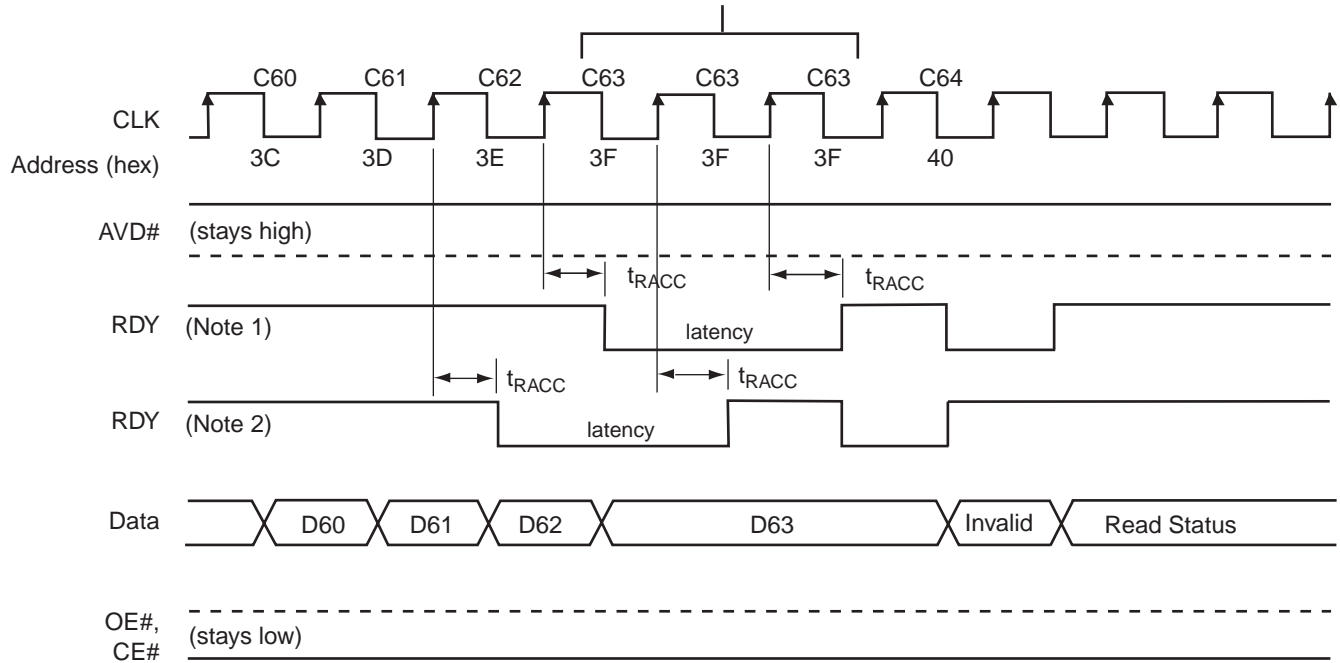 C60 C61 C62 C63 C63 C63 C64
CLK
Address (hex) 3C 3D 3E 3F 3F 3F 40
AVD# (stays high)
tRACC tRACC
RDY (Note 1) latency
tRACC tRACC
RDY (Note 2) latency
Data D60 D61 D62 D63 Invalid Read Status
OE#,
CE# (stays low)